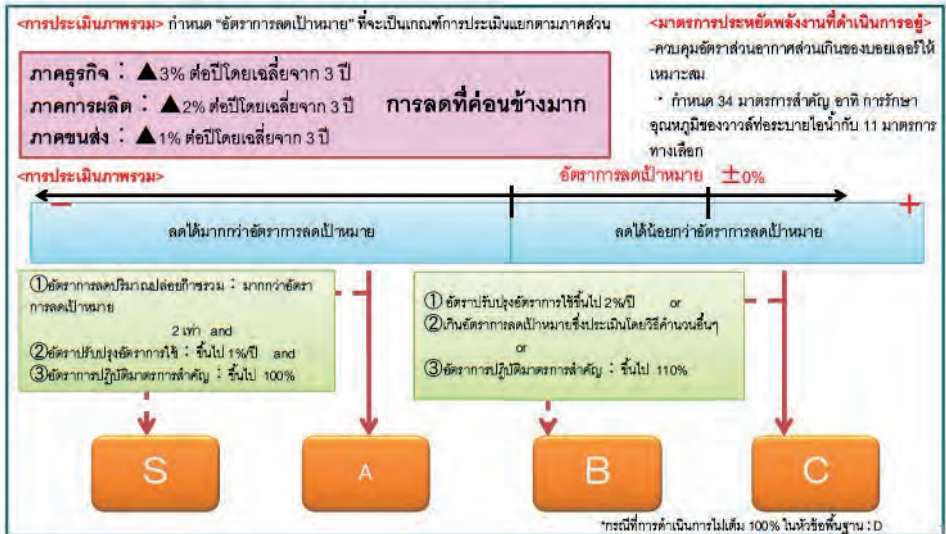 <การประเมินภาพรวม> กำหนด “อัตราการลดเป้าหมาย” ที่จะเป็นเกณฑ์การประเมินแยกตามภาคส่วน
ภาคธุรกิจ : ▲3% ต่อปีโดยเฉลี่ยจาก 3 ปี
ภาคการผลิต : ▲2% ต่อปีโดยเฉลี่ยจาก 3 ปี
ภาคขนส่ง : ▲1% ต่อปีโดยเฉลี่ยจาก 3 ปี
การลดที่ค่อนข้างมาก
<มาตรการประหยัดพลังงานที่ดำเนินการอยู่>
-ควบคุมอัตราส่วนอากาศส่วนเกินของบอยเลอร์ให้
เหมาะสม
・ กำหนด 34 มาตรการสำคัญ อาทิ การรักษา
อุณหภูมิของวาวล์ท่อระบายไอน้ำกับ 11 มาตรการ
ทางเลือก
<การประเมินภาพรวม>
อัตราการลดเป้าหมาย ±0%
− +
ลดได้มากกว่าอัตราการลดเป้าหมาย
ลดได้น้อยกว่าอัตราการลดเป้าหมาย
①อัตราการลดปริมาณปล่อยก๊าซรวม : มากกว่าอัตรา
การลดเป้าหมาย
2 เท่า and
②อัตราปรับปรุงอัตราการใช้ : ขึ้นไป 1%/ปี and
③อัตราการปฏิบัติมาตรการสำคัญ : ขึ้นไป 100%
① อัตราปรับปรุงอัตราการใช้ขึ้นไป 2%/ปี or
②เกินอัตราการลดเป้าหมายซึ่งประเมินโดยวิธีคำนวนอื่นๆ
or
③อัตราการปฏิบัติมาตรการสำคัญ : ขึ้นไป 110%
S
A
B
C
*กรณีที่การดำเนินการไม่เต็ม 100% ในหัวข้อพื้นฐาน : D